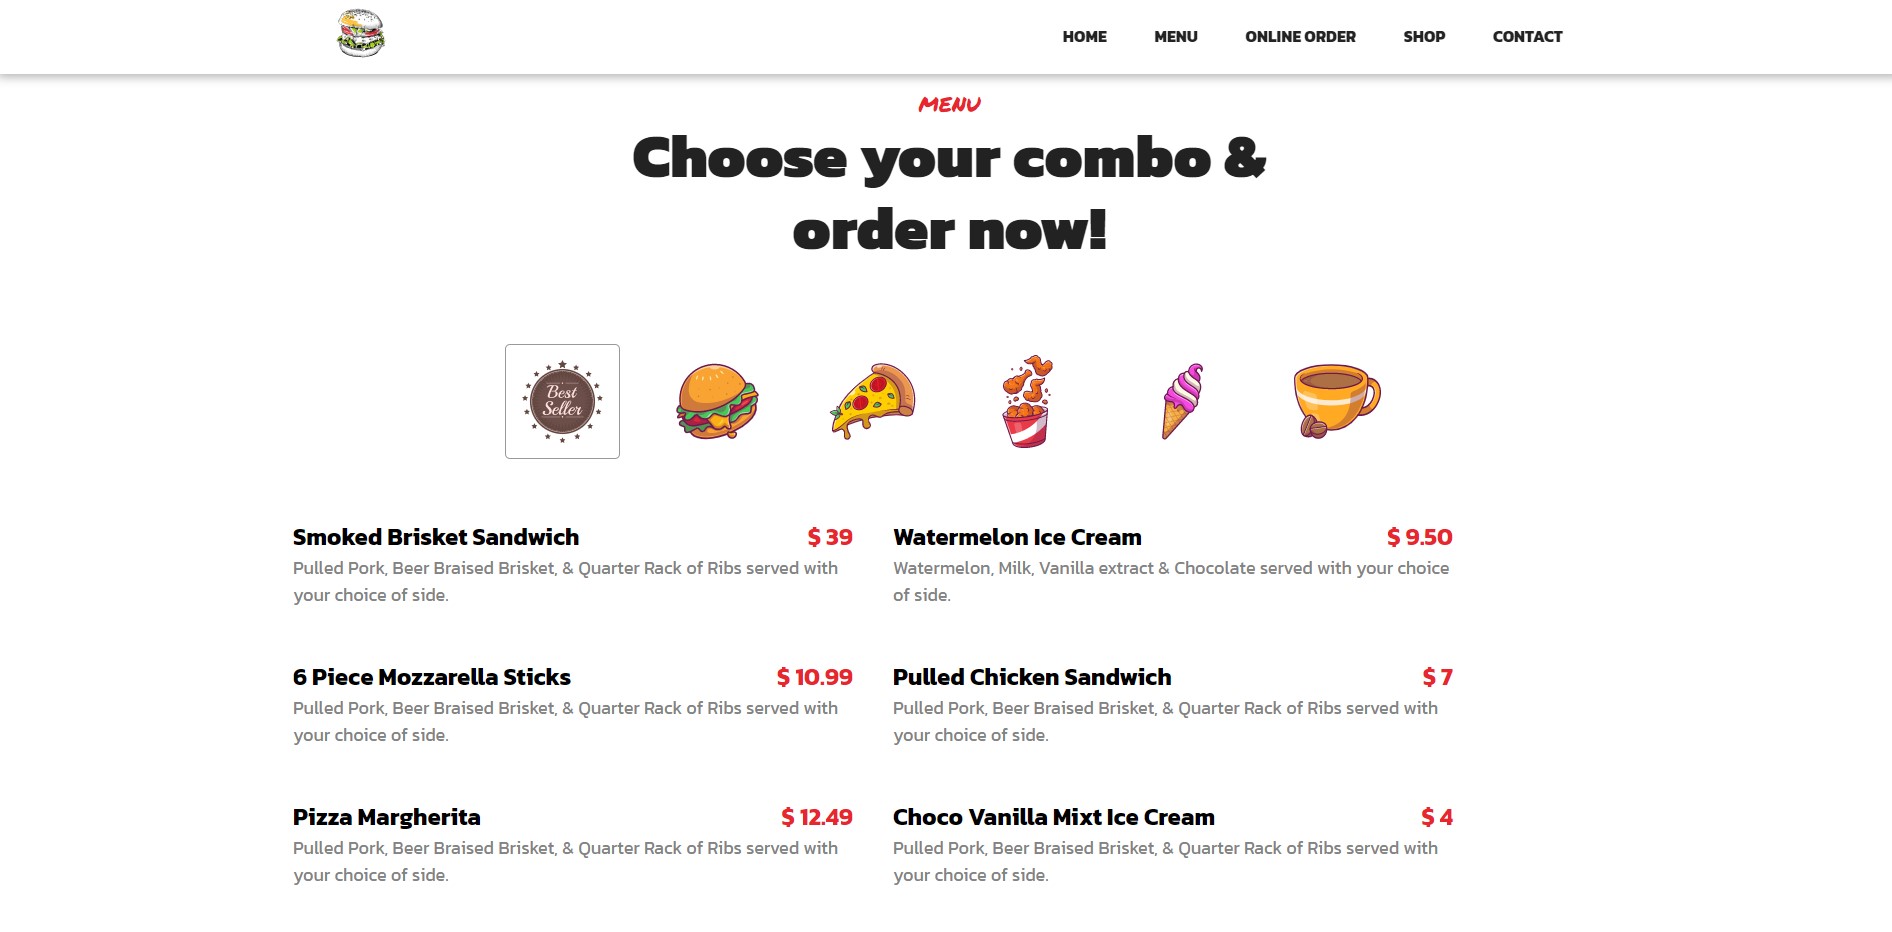 HOME MENU ONLINE ORDER SHOP CONTACT
MENU
Choose your combo &
order now!
Best
Seller
Smoked Brisket Sandwich $ 39
Pulled Pork, Beer Braised Brisket, & Quarter Rack of Ribs served with
your choice of side.
Watermelon Ice Cream $ 9.50
Watermelon, Milk, Vanilla extract & Chocolate served with your choice
of side.
6 Piece Mozzarella Sticks $ 10.99
Pulled Pork, Beer Braised Brisket, & Quarter Rack of Ribs served with
your choice of side.
Pulled Chicken Sandwich $ 7
Pulled Pork, Beer Braised Brisket, & Quarter Rack of Ribs served with
your choice of side.
Pizza Margherita $ 12.49
Pulled Pork, Beer Braised Brisket, & Quarter Rack of Ribs served with
your choice of side.
Choco Vanilla Mixt Ice Cream $ 4
Pulled Pork, Beer Braised Brisket, & Quarter Rack of Ribs served with
your choice of side.